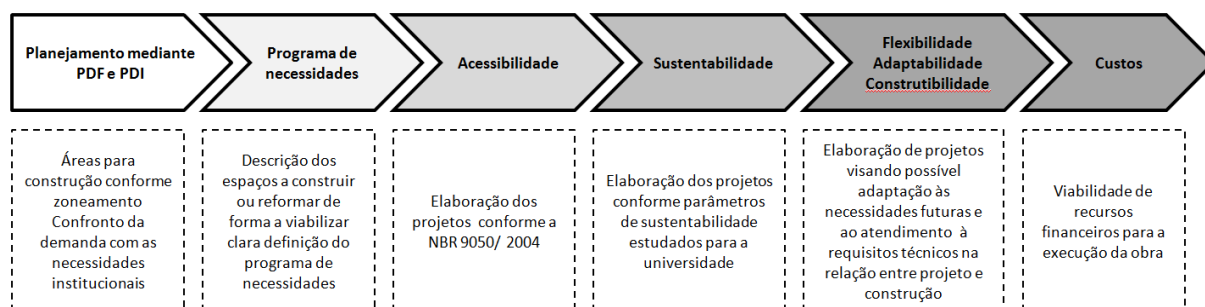 Planejamento mediante
PDF e PDI
Programa de
necessidades
Acessibilidade
Sustentabilidade
Flexibilidade
Adaptabilidade
Construtibilidade
Custos
Áreas para
construção conforme
zoneamento
Confronto da
demanda com as
necessidades
institucionais
Descrição dos
espaços a construir
ou reformar de
forma a viabilizar
clara definição do
programa de
necessidades
Elaboração dos
projetos conforme a
NBR 9050/ 2004
Elaboração dos projetos
conforme parâmetros
de sustentabilidade
estudados para a
universidade
Elaboração de projetos
visando possível
adaptação às
necessidades futuras e
ao atendimento à
requisitos técnicos na
relação entre projeto e
construção
Viabilidade de
recursos
financeiros para a
execução da obra